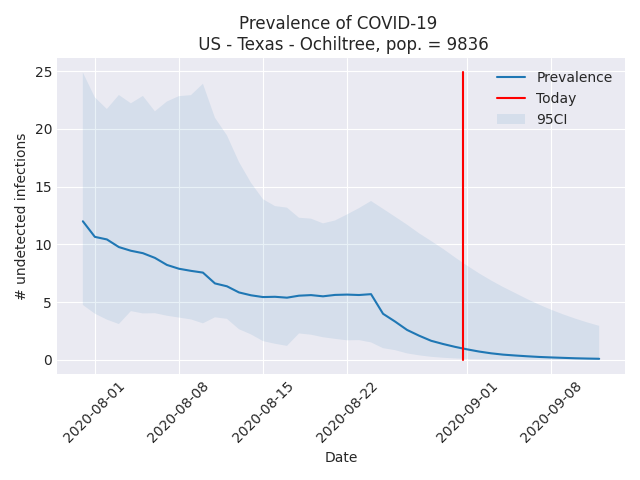 Prevalence of COVID-19
US - Texas - Ochiltree, pop. = 9836
25
20
15
10
5
0
# undetected infections
Prevalence
Today
95CI
2020-08-01
2020-08-08
2020-08-15
2020-08-22
2020-09-01
2020-09-08
Date